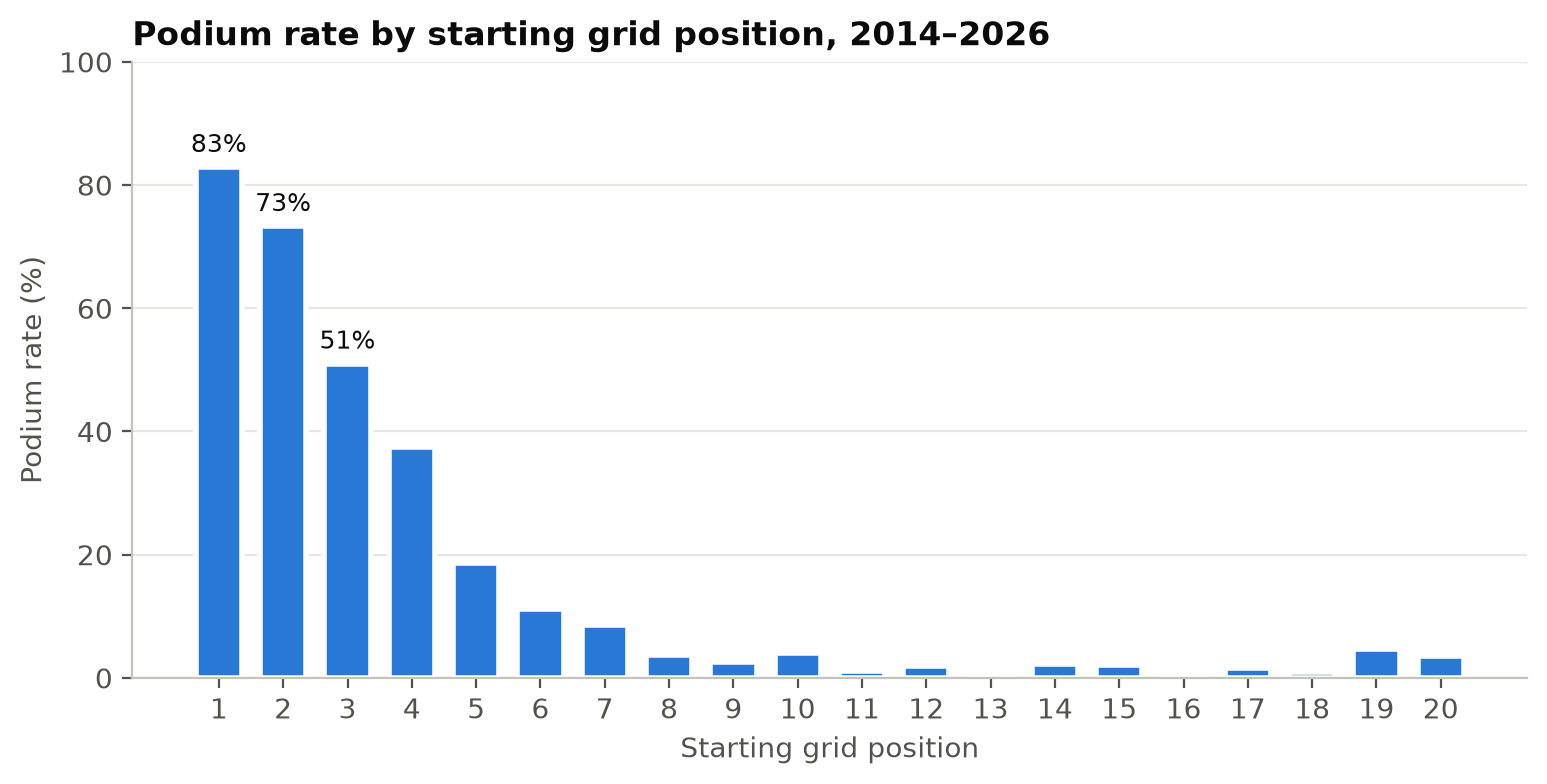 Podium rate by starting grid position, 2014–2026
100
80
60
40
20
0
Podium rate (%)
83%
73%
51%
1 2 3 4 5 6 7 8 9 10 11 12 13 14 15 16 17 18 19 20
Starting grid position